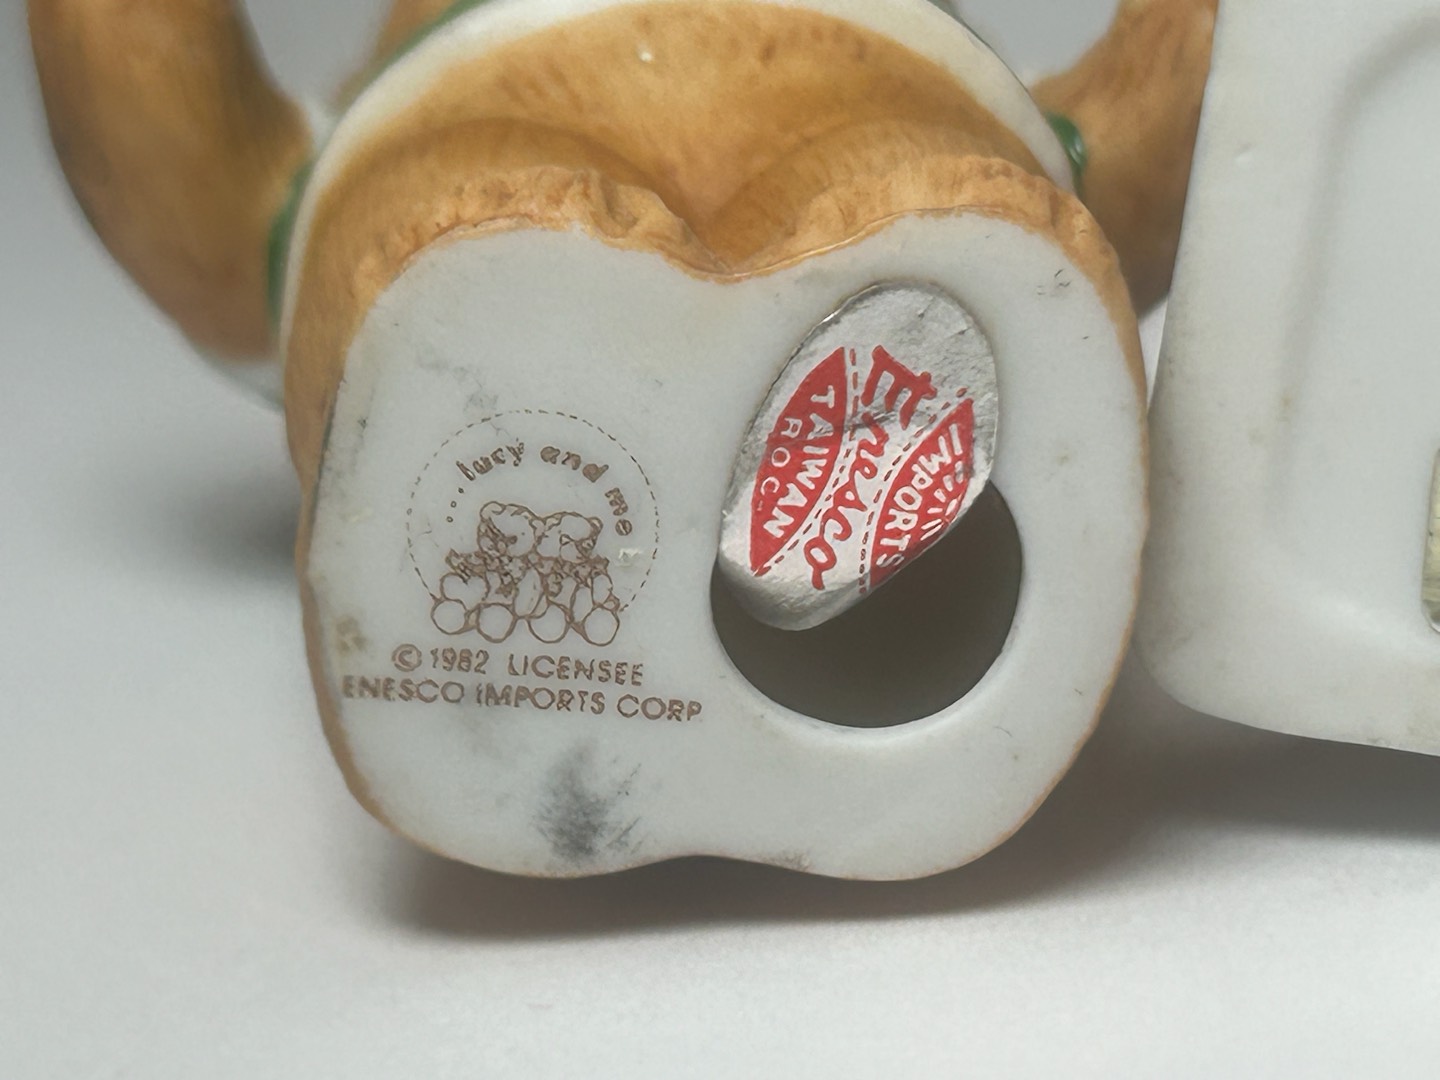 ...lucy and me
© 1982 LICENSEE
ENESCO IMPORTS CORP.
TAIWAN
R.O.C.
Enesco
IMPORTS